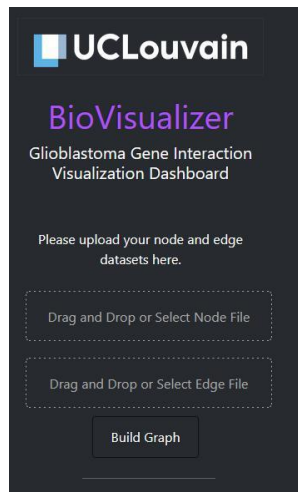 UCLouvain
BioVisualizer
Glioblastoma Gene Interaction
Visualization Dashboard
Please upload your node and edge
datasets here.
Drag and Drop or Select Node File
Drag and Drop or Select Edge File
Build Graph